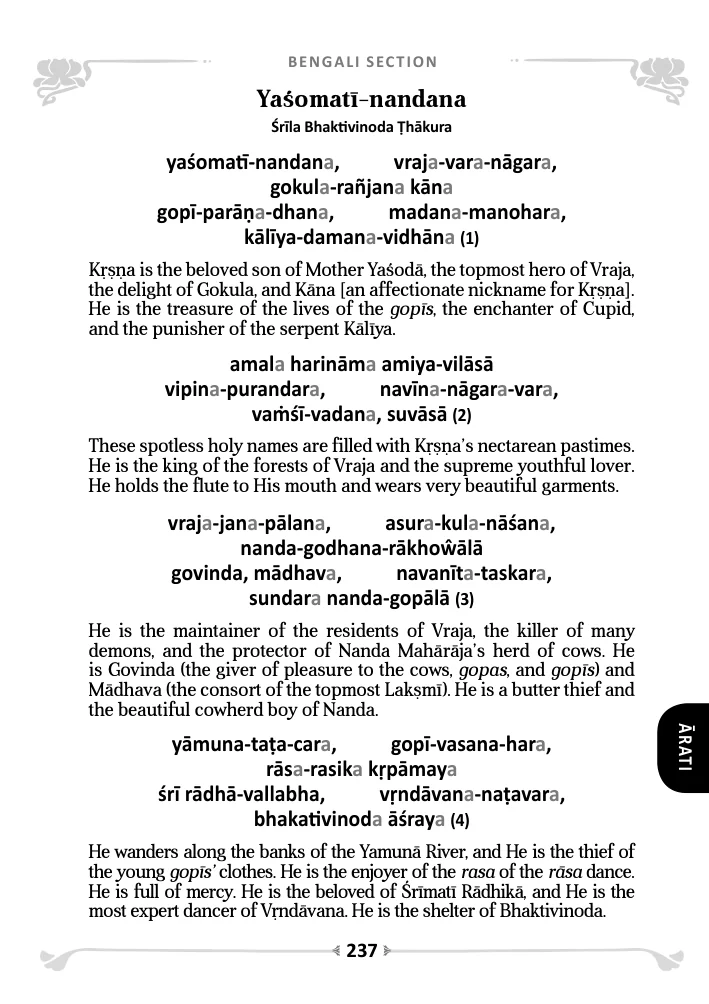 BENGALI SECTION
Yaśomatī-nandana
Śrīla Bhaktivinoda Ṭhākura
yaśomatī-nandana, vraja-vara-nāgara,
gokula-rañjana kāna
gopī-parāṇa-dhana, madana-manohara,
kālīya-damana-vidhāna (1)
Kṛṣṇa is the beloved son of Mother Yaśodā, the topmost hero of Vraja,
the delight of Gokula, and Kāna [an affectionate nickname for Kṛṣṇa].
He is the treasure of the lives of the gopīs, the enchanter of Cupid,
and the punisher of the serpent Kālīya.
amala harināma amiya-vilāsā
vipina-purandara, navīna-nāgara-vara,
vaṁśī-vadana, suvāsā (2)
These spotless holy names are filled with Kṛṣṇa's nectarean pastimes.
He is the king of the forests of Vraja and the supreme youthful lover.
He holds the flute to His mouth and wears very beautiful garments.
vraja-jana-pālana, asura-kula-nāśana,
nanda-godhana-rākhoŵālā
govinda, mādhava, navanīta-taskara,
sundara nanda-gopālā (3)
He is the maintainer of the residents of Vraja, the killer of many
demons, and the protector of Nanda Mahārāja's herd of cows. He
is Govinda (the giver of pleasure to the cows, gopas, and gopīs) and
Mādhava (the consort of the topmost Lakṣmī). He is a butter thief and
the beautiful cowherd boy of Nanda.
ĀRATI
yāmuna-taṭa-cara, gopī-vasana-hara,
rāsa-rasika kṛpāmaya
śrī rādhā-vallabha, vṛndāvana-naṭavara,
bhakativinoda āśraya (4)
He wanders along the banks of the Yamunā River, and He is the thief of
the young gopīs' clothes. He is the enjoyer of the rasa of the rāsa dance.
He is full of mercy. He is the beloved of Śrīmatī Rādhikā, and He is the
most expert dancer of Vṛndāvana. He is the shelter of Bhaktivinoda.
237